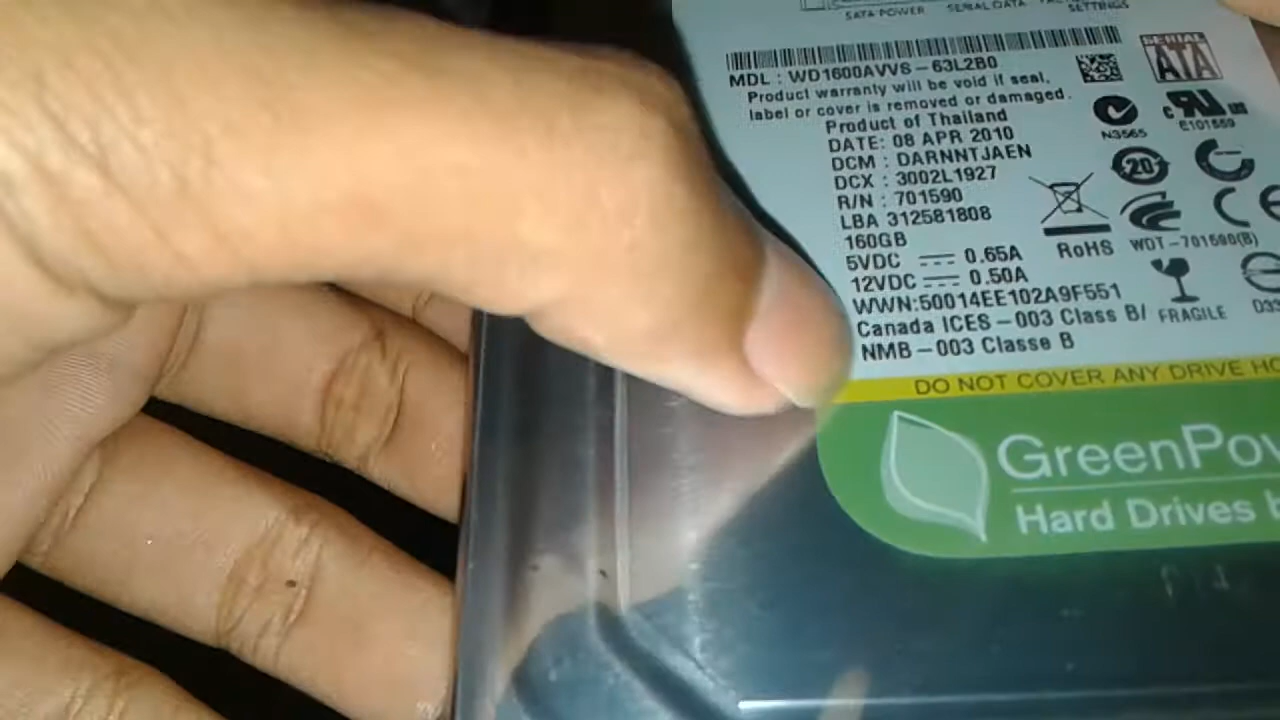 SATA POWER SERIAL DATA
SETTINGS
MDL : WD1600AVVS-63L2B0
SERIAL
ATA
Product warranty will be void if seal,
label or cover is removed or damaged.
Product of Thailand
DATE: 08 APR 2010
N3565
E101559
DCM : DARNNTJAEN
DCX : 3002L1927
20
R/N : 701590
LBA 312581808
160GB
RoHS
WDT-701590(B)
5VDC 0.65A
12VDC 0.50A
WWN:50014EE102A9F551
FRAGILE
Canada ICES-003 Class B/
NMB-003 Classe B
DO NOT COVER ANY DRIVE
GreenPow
Hard Drives